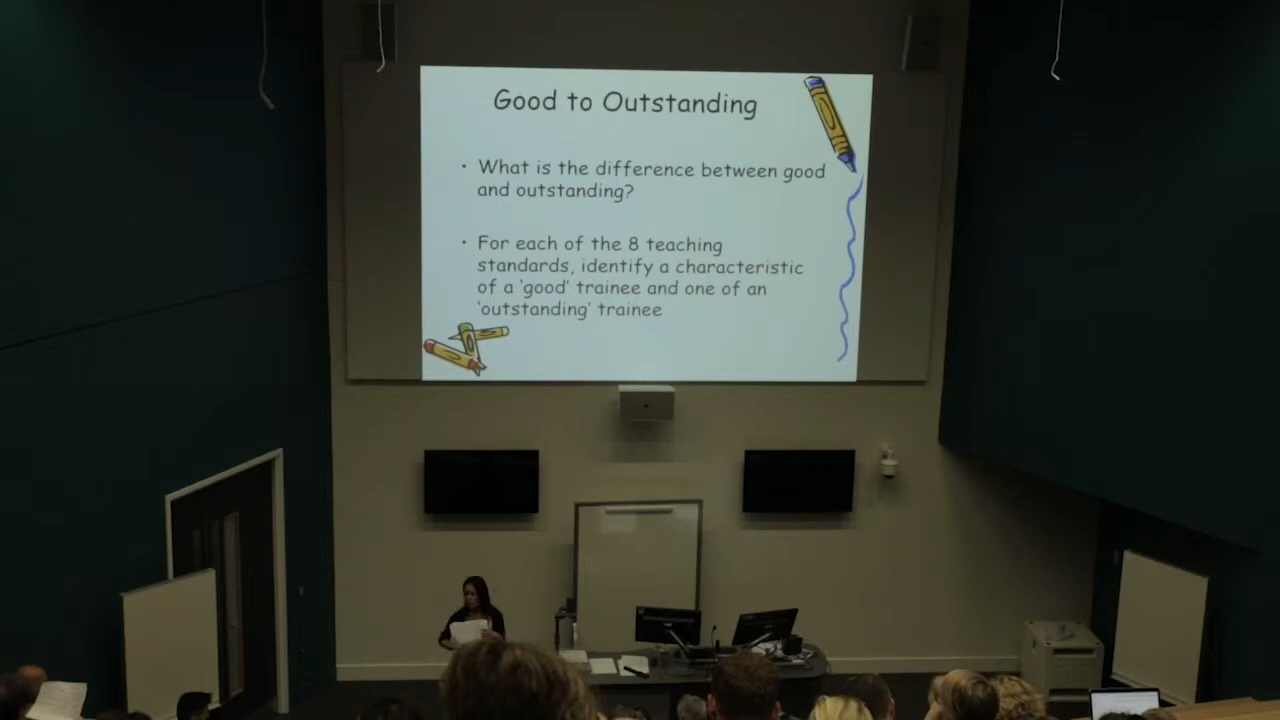 Good to Outstanding
• What is the difference between good
and outstanding?
• For each of the 8 teaching
standards, identify a characteristic
of a 'good' trainee and one of an
'outstanding' trainee